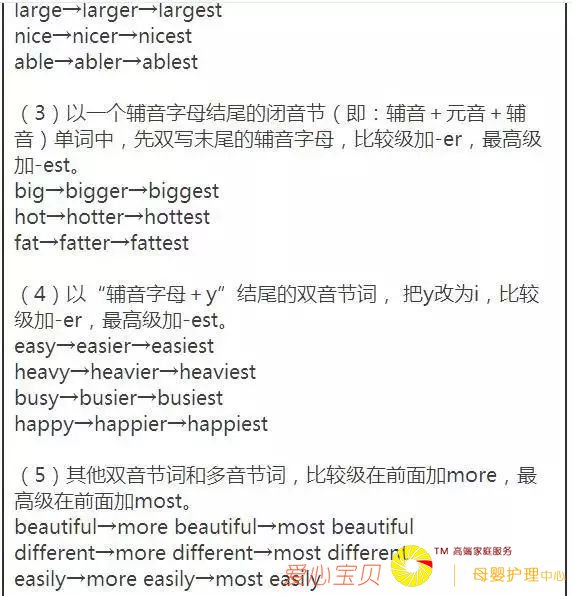 large→larger→largest
nice→nicer→nicest
able→abler→ablest
（3）以一个辅音字母结尾的闭音节（即：辅音＋元音＋辅
音）单词中，先双写末尾的辅音字母，比较级加-er，最高级
加-est。
big→bigger→biggest
hot→hotter→hottest
fat→fatter→fattest
（4）以“辅音字母＋y”结尾的双音节词， 把y改为i，比较
级加-er，最高级加-est。
easy→easier→easiest
heavy→heavier→heaviest
busy→busier→busiest
happy→happier→happiest
（5）其他双音节词和多音节词，比较级在前面加more，最
高级在前面加most。
beautiful→more beautiful→most beautiful
different→more different→most different
easily→more easily→most easily
爱心宝贝
TM 高端家庭服务
母婴护理中心